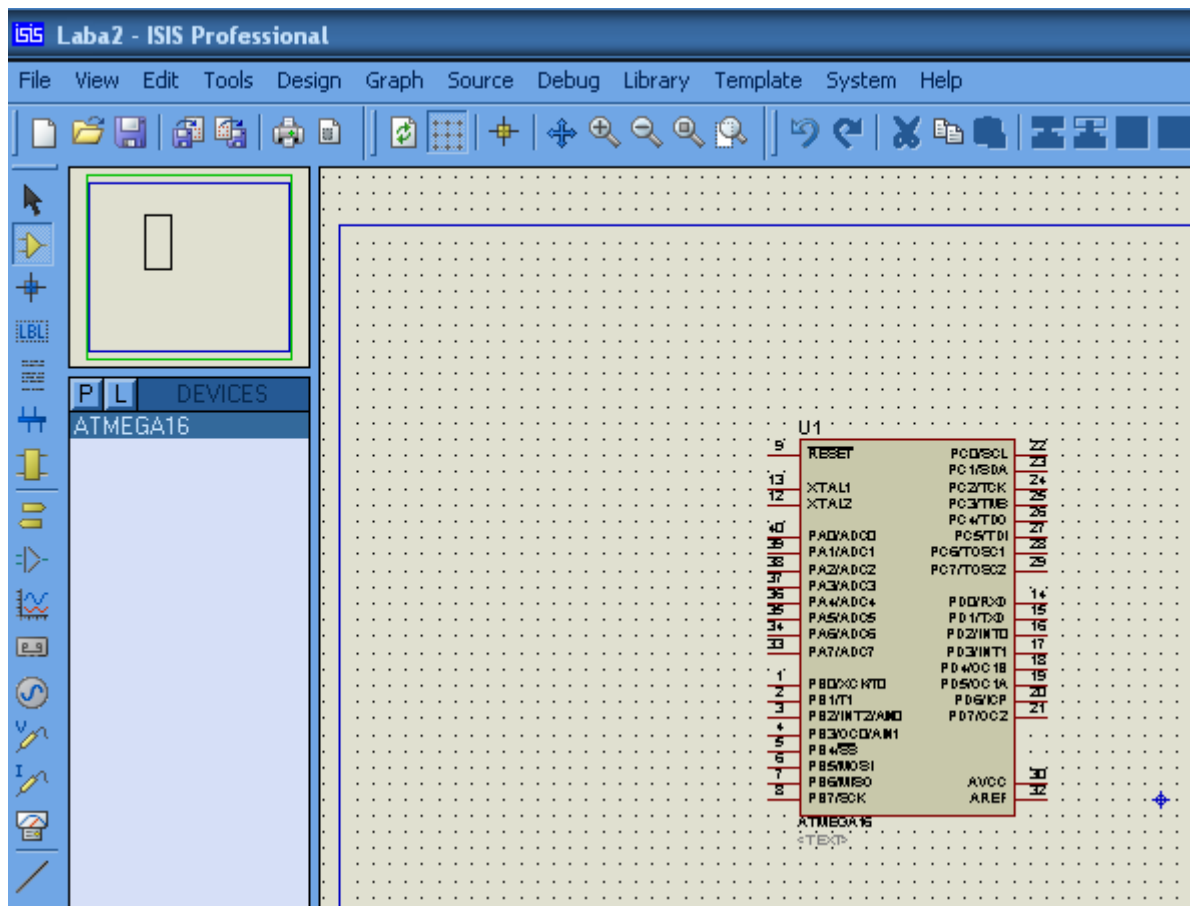 isis Laba2 - ISIS Professional
File View Edit Tools Design Graph Source Debug Library Template System Help
LBL
P L DEVICES
ATMEGA16
U1
9 RESET PC0/SCL 22
PC1/SDA 23
13 XTAL1 PC2/TCK 24
12 XTAL2 PC3/TMS 25
PC4/TDO 26
40 PA0/ADC0 PC5/TDI 27
39 PA1/ADC1 PC6/TOSC1 28
38 PA2/ADC2 PC7/TOSC2 29
37 PA3/ADC3
36 PA4/ADC4 PD0/RXD 14
35 PA5/ADC5 PD1/TXD 15
34 PA6/ADC6 PD2/INT0 16
33 PA7/ADC7 PD3/INT1 17
PD4/OC1B 18
1 PB0/XCK/T0 PD5/OC1A 19
2 PB1/T1 PD6/ICP 20
3 PB2/INT2/AIN0 PD7/OC2 21
4 PB3/OC0/AIN1
5 PB4/SS
6 PB5/MOSI
7 PB6/MISO AVCC 30
8 PB7/SCK AREF 32
ATMEGA16
<TEXT>
V
I